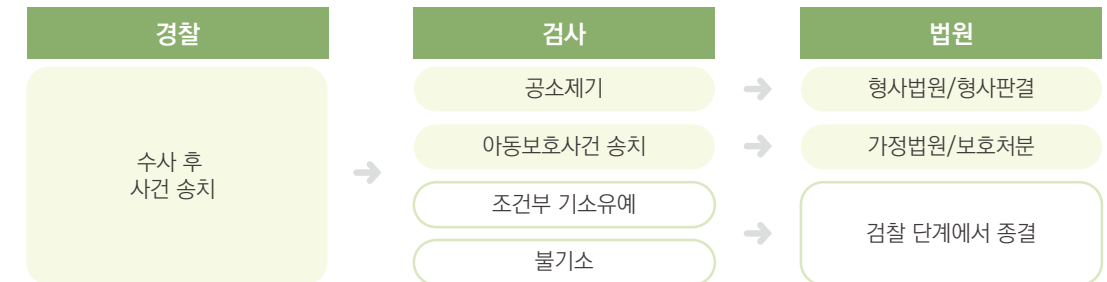 경찰
검사
법원
수사 후
사건 송치
공소제기
형사법원/형사판결
아동보호사건 송치
가정법원/보호처분
조건부 기소유예
불기소
검찰 단계에서 종결